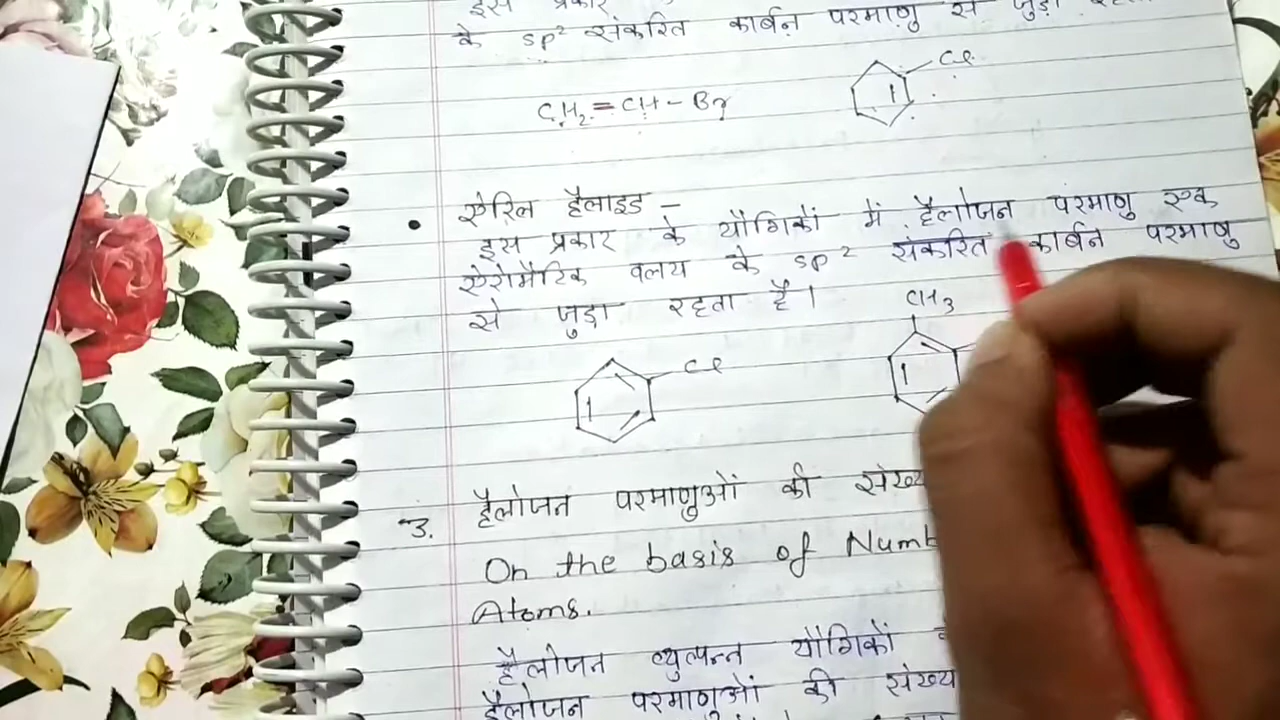 इस प्रकार
के sp² संकरित कार्बन परमाणु से जुड़ा
CH₂=CH-Br
Cl
• ऐरिल हैलाइड -
इस प्रकार के यौगिकों में हैलोजन परमाणु एक
ऐरोमैटिक वलय के sp² संकरित कार्बन परमाणु
से जुड़ा रहता है।
CH₃
Cl
3. हैलोजन परमाणुओं की
On the basis of
Atoms.
हैलोजन व्युत्पन्न यौगिकों
हैलोजन परमाणुओं की